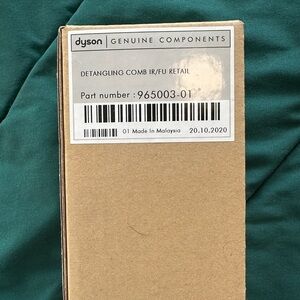 dyson | GENUINE COMPONENTS
DETANGLING COMB IR/FU RETAIL
Part number : 965003-01
01 Made In Malaysia 20.10.2020